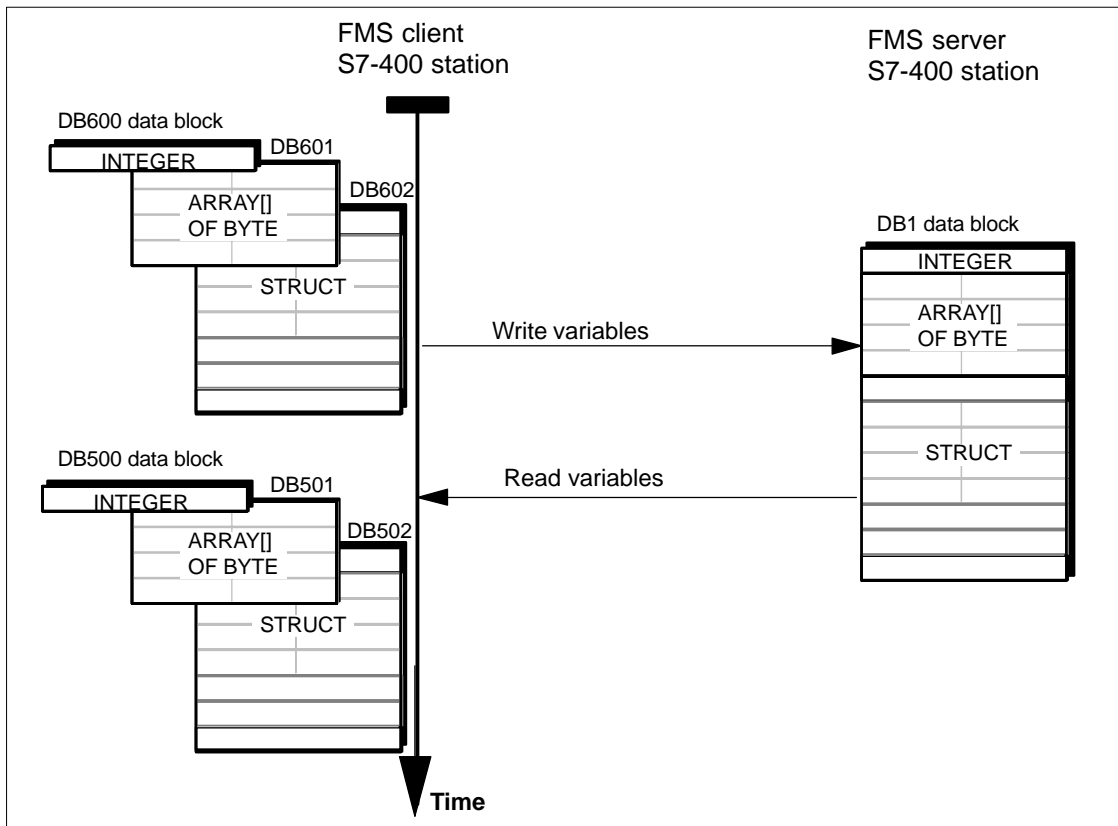 FMS client
S7-400 station
FMS server
S7-400 station
DB600 data block
DB601
INTEGER
DB602
ARRAY[]
OF BYTE
STRUCT
DB1 data block
INTEGER
ARRAY[]
OF BYTE
STRUCT
Write variables
Read variables
DB500 data block
DB501
INTEGER
DB502
ARRAY[]
OF BYTE
STRUCT
Time